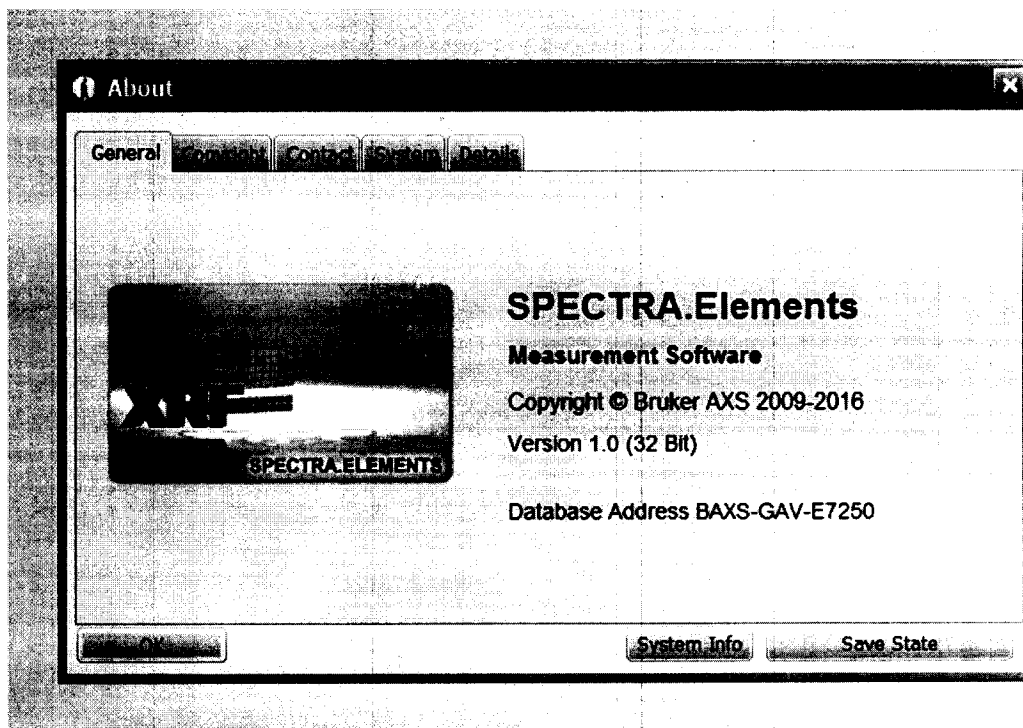 About
General Copyright Contact System Details
SPECTRA.Elements
Measurement Software
Copyright © Bruker AXS 2009-2016
Version 1.0 (32 Bit)
XRF
SPECTRA.ELEMENTS
Database Address BAXS-GAV-E7250
OK System Info Save State